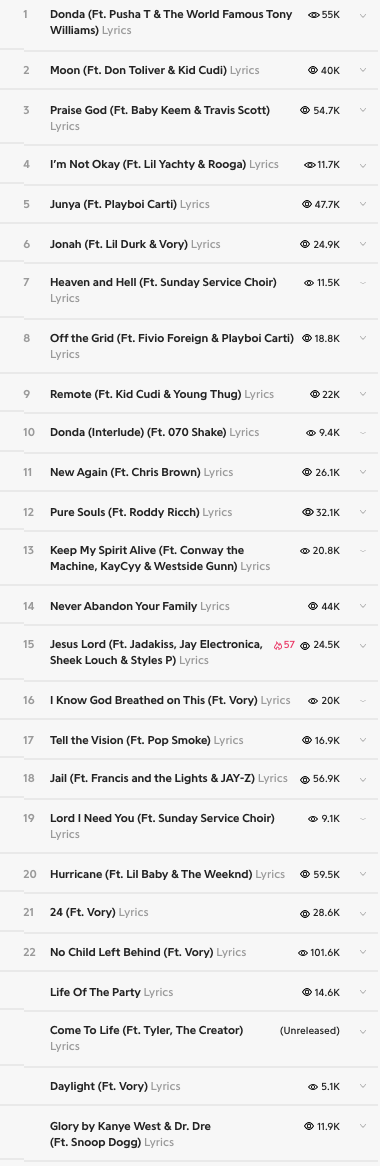 1 Donda (Ft. Pusha T & The World Famous Tony 55K
Williams) Lyrics
2 Moon (Ft. Don Toliver & Kid Cudi) Lyrics 40K
3 Praise God (Ft. Baby Keem & Travis Scott) 54.7K
Lyrics
4 I'm Not Okay (Ft. Lil Yachty & Rooga) Lyrics 11.7K
5 Junya (Ft. Playboi Carti) Lyrics 47.7K
6 Jonah (Ft. Lil Durk & Vory) Lyrics 24.9K
7 Heaven and Hell (Ft. Sunday Service Choir) 11.5K
Lyrics
8 Off the Grid (Ft. Fivio Foreign & Playboi Carti) 18.8K
Lyrics
9 Remote (Ft. Kid Cudi & Young Thug) Lyrics 22K
10 Donda (Interlude) (Ft. 070 Shake) Lyrics 9.4K
11 New Again (Ft. Chris Brown) Lyrics 26.1K
12 Pure Souls (Ft. Roddy Ricch) Lyrics 32.1K
13 Keep My Spirit Alive (Ft. Conway the 20.8K
Machine, KayCyy & Westside Gunn) Lyrics
14 Never Abandon Your Family Lyrics 44K
15 Jesus Lord (Ft. Jadakiss, Jay Electronica, 57 24.5K
Sheek Louch & Styles P) Lyrics
16 I Know God Breathed on This (Ft. Vory) Lyrics 20K
17 Tell the Vision (Ft. Pop Smoke) Lyrics 16.9K
18 Jail (Ft. Francis and the Lights & JAY-Z) Lyrics 56.9K
19 Lord I Need You (Ft. Sunday Service Choir) 9.1K
Lyrics
20 Hurricane (Ft. Lil Baby & The Weeknd) Lyrics 59.5K
21 24 (Ft. Vory) Lyrics 28.6K
22 No Child Left Behind (Ft. Vory) Lyrics 101.6K
Life Of The Party Lyrics 14.6K
Come To Life (Ft. Tyler, The Creator) (Unreleased)
Lyrics
Daylight (Ft. Vory) Lyrics 5.1K
Glory by Kanye West & Dr. Dre 11.9K
(Ft. Snoop Dogg) Lyrics